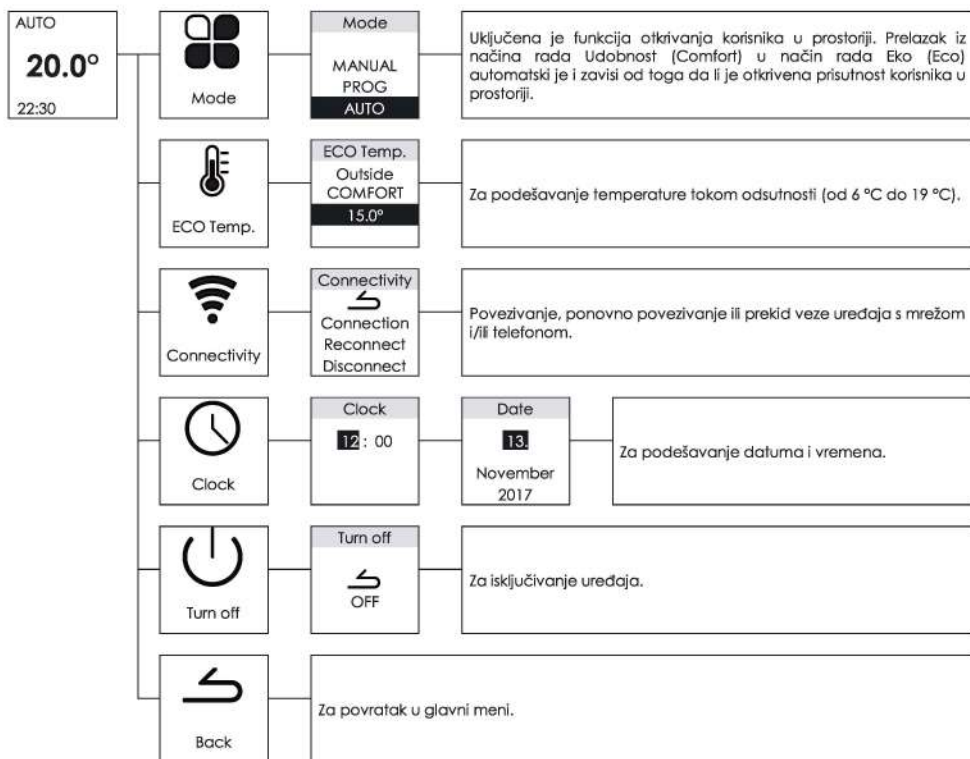 AUTO
20.0°
22:30
Mode
Mode
MANUAL
PROG
AUTO
Uključena je funkcija otkrivanja korisnika u prostoriji. Prelazak iz
načina rada Udobnost (Comfort) u način rada Eko (Eco)
automatski je i zavisi od toga da li je otkrivena prisutnost korisnika u
prostoriji.
ECO Temp.
ECO Temp.
Outside
COMFORT
15.0°
Za podešavanje temperature tokom odsutnosti (od 6 °C do 19 °C).
Connectivity
Connectivity
Connection
Reconnect
Disconnect
Povezivanje, ponovno povezivanje ili prekid veze uređaja s mrežom
i/ili telefonom.
Clock
Clock
12 : 00
Date
13.
November
2017
Za podešavanje datuma i vremena.
Turn off
Turn off
OFF
Za isključivanje uređaja.
Back
Za povratak u glavni meni.